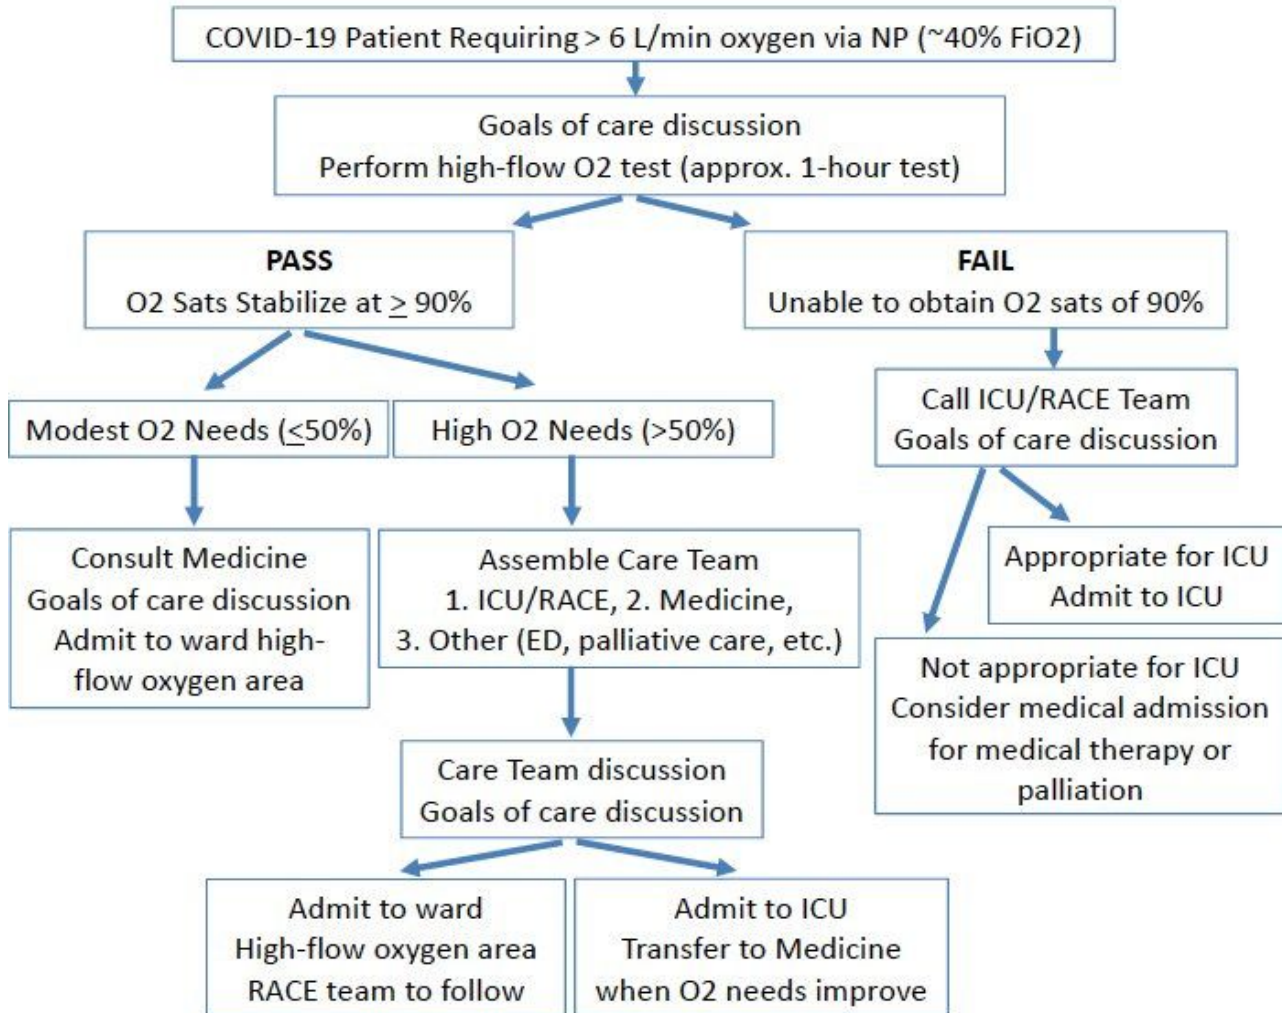 COVID-19 Patient Requiring > 6 L/min oxygen via NP (~40% FiO2)
Goals of care discussion
Perform high-flow O2 test (approx. 1-hour test)
PASS
O2 Sats Stabilize at ≥ 90%
FAIL
Unable to obtain O2 sats of 90%
Modest O2 Needs (≤50%)
High O2 Needs (>50%)
Call ICU/RACE Team
Goals of care discussion
Consult Medicine
Goals of care discussion
Admit to ward high-
flow oxygen area
Assemble Care Team
1. ICU/RACE, 2. Medicine,
3. Other (ED, palliative care, etc.)
Appropriate for ICU
Admit to ICU
Not appropriate for ICU
Consider medical admission
for medical therapy or
palliation
Care Team discussion
Goals of care discussion
Admit to ward
High-flow oxygen area
RACE team to follow
Admit to ICU
Transfer to Medicine
when O2 needs improve